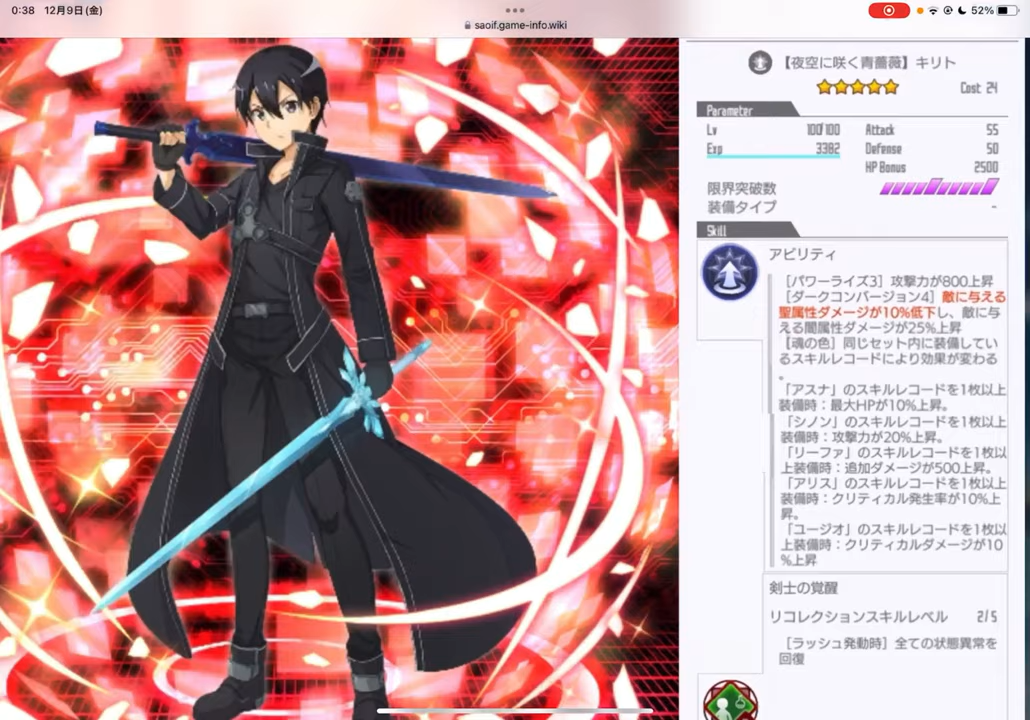 0:38 12月9日(金)
saoif.game-info.wiki
52%
【夜空に咲く青薔薇】キリト
Cost 24
Parameter
Lv 100/100
Exp 3382
Attack 55
Defense 50
HP Bonus 2500
限界突破数
装備タイプ -
Skill
アビリティ
［パワーライズ3］攻撃力が800上昇
［ダークコンバージョン4］敵に与える
聖属性ダメージが10%低下し、敵に与
える闇属性ダメージが25%上昇
［魂の色］同じセット内に装備してい
るスキルレコードにより効果が変わる
。
「アスナ」のスキルレコードを1枚以上
装備時：最大HPが10%上昇。
「シノン」のスキルレコードを1枚以上
装備時：攻撃力が20%上昇。
「リーファ」のスキルレコードを1枚以
上装備時：追加ダメージが500上昇。
「アリス」のスキルレコードを1枚以上
装備時：クリティカル発生率が10%上
昇。
「ユージオ」のスキルレコードを1枚以
上装備時：クリティカルダメージが10
%上昇
剣士の覚醒
リコレクションスキルレベル 2/5
［ラッシュ発動時］全ての状態異常を
回復